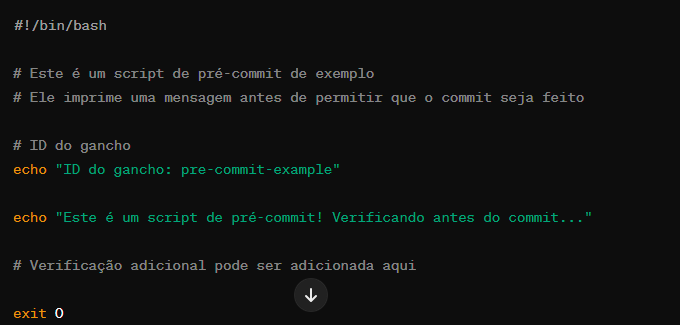 #!/bin/bash
# Este é um script de pré-commit de exemplo
# Ele imprime uma mensagem antes de permitir que o commit seja feito
# ID do gancho
echo "ID do gancho: pre-commit-example"
echo "Este é um script de pré-commit! Verificando antes do commit..."
# Verificação adicional pode ser adicionada aqui
exit 0